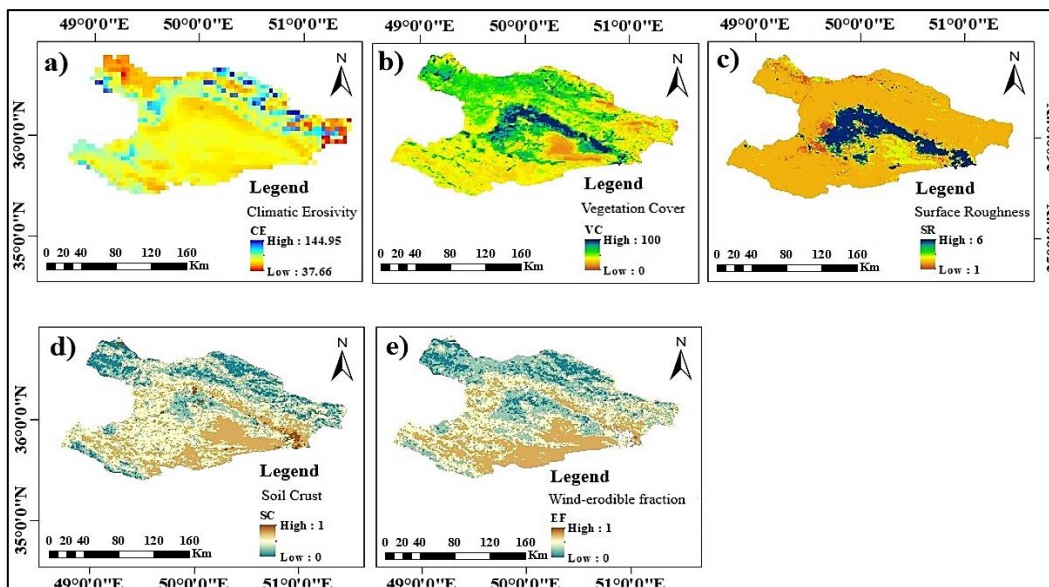 49°0'0"E 50°0'0"E 51°0'0"E 49°0'0"E 50°0'0"E 51°0'0"E 49°0'0"E 50°0'0"E 51°0'0"E
a)
N
36°0'0"N
35°0'0"N
Legend
Climatic Erosivity
CE
High : 144.95
Low : 37.66
0 20 40 80 120 160
Km
b)
N
Legend
Vegetation Cover
VC
High : 100
Low : 0
0 20 40 80 120 160
Km
c)
N
Legend
Surface Roughness
SR
High : 6
Low : 1
0 20 40 80 120 160
Km
d)
N
36°0'0"N
35°0'0"N
Legend
Soil Crust
SC
High : 1
Low : 0
0 20 40 80 120 160
Km
e)
N
Legend
Wind-erodible fraction
EF
High : 1
Low : 0
0 20 40 80 120 160
Km
49°0'0"E 50°0'0"E 51°0'0"E 49°0'0"E 50°0'0"E 51°0'0"E